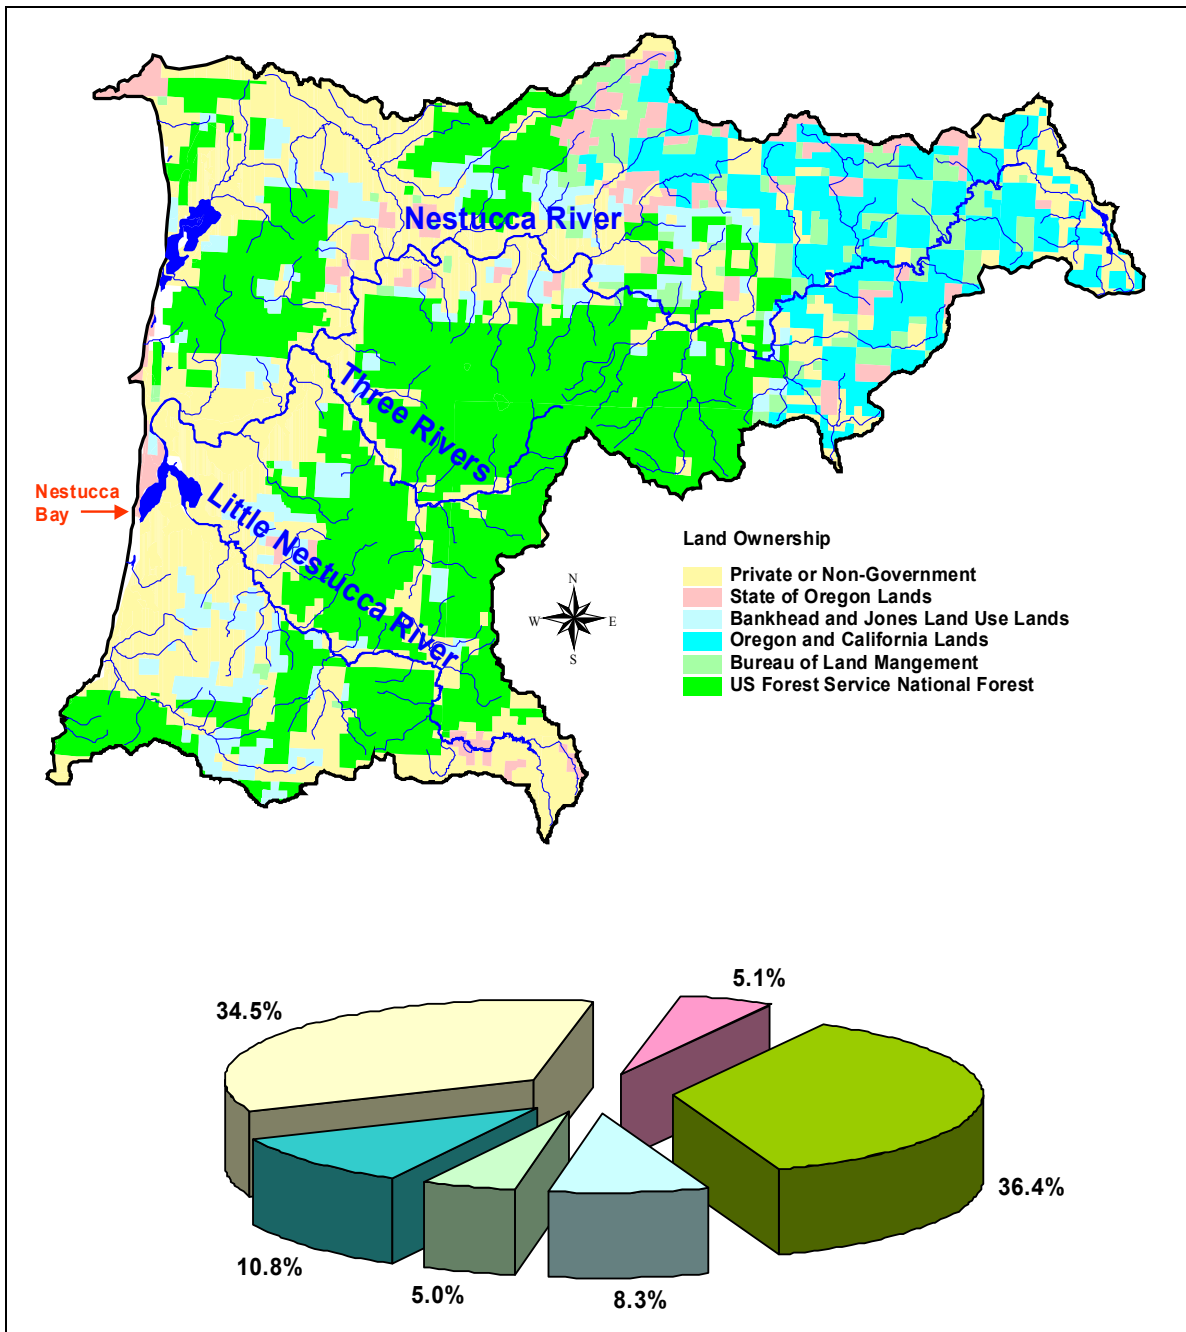 Nestucca River
Three Rivers
Nestucca
Bay
Little Nestucca River
N
W
E
S
Land Ownership
Private or Non-Government
State of Oregon Lands
Bankhead and Jones Land Use Lands
Oregon and California Lands
Bureau of Land Mangement
US Forest Service National Forest
5.1%
34.5%
36.4%
10.8%
5.0%
8.3%